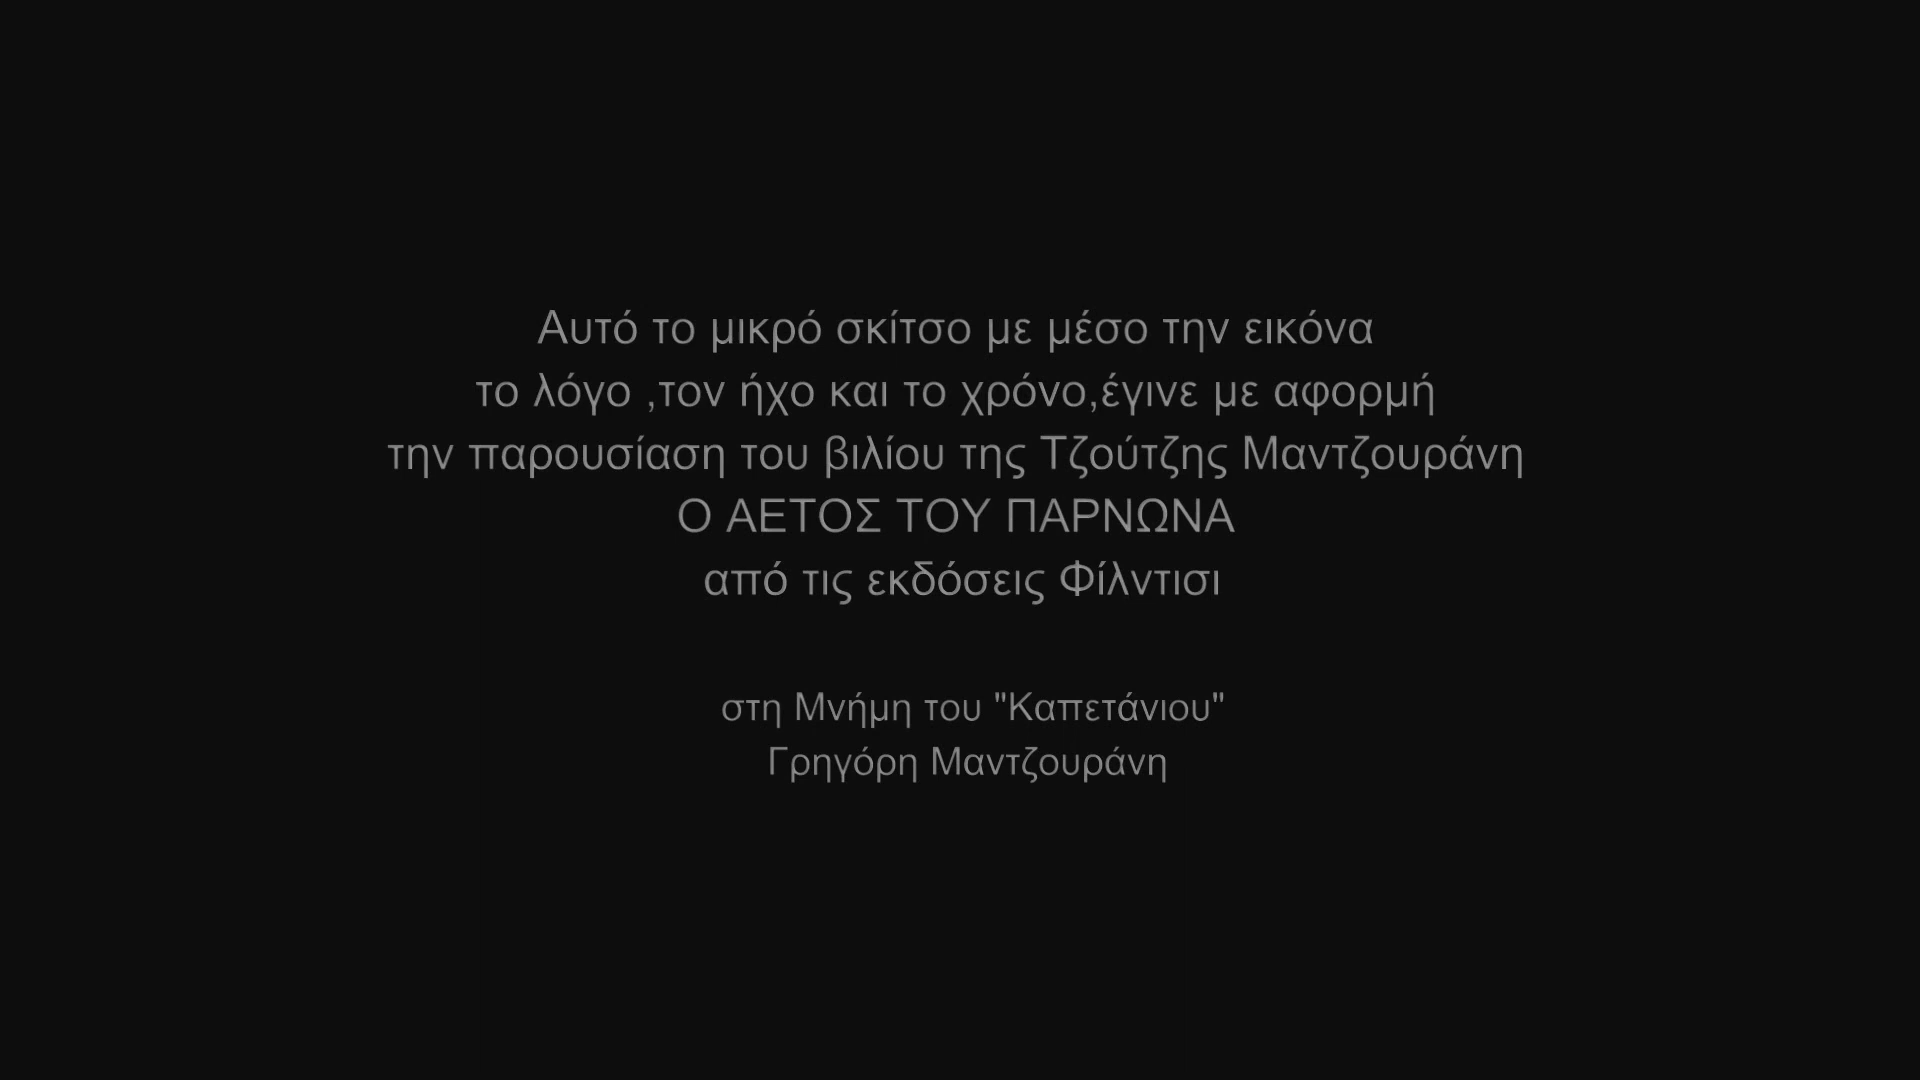 Αυτό το μικρό σκίτσο με μέσο την εικόνα
το λόγο ,τον ήχο και το χρόνο,έγινε με αφορμή
την παρουσίαση του βιλίου της Τζούτζης Μαντζουράνη
Ο ΑΕΤΟΣ ΤΟΥ ΠΑΡΝΩΝΑ
από τις εκδόσεις Φίλντισι
στη Μνήμη του "Καπετάνιου"
Γρηγόρη Μαντζουράνη